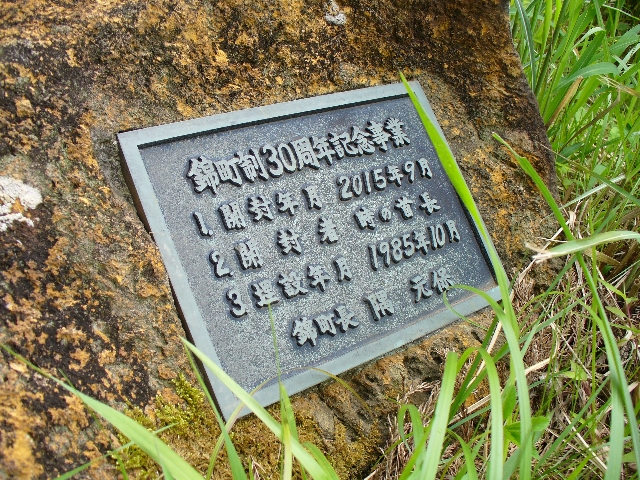 錦町制30周年記念事業
1. 開封年月 2015年9月
2. 開封者 時の首長
3. 埋設年月 1985年10月
錦町長 隈 元保